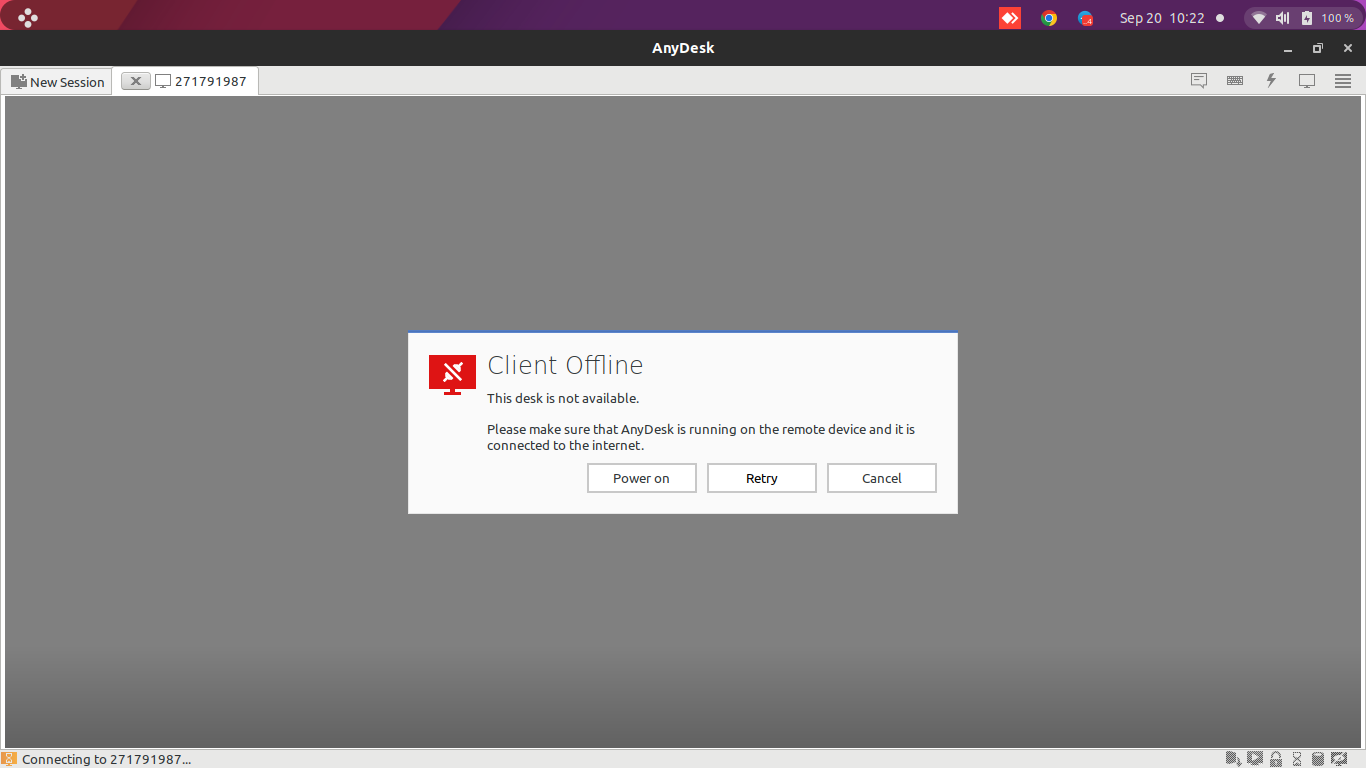 Sep 20 10:22
100 %
AnyDesk
New Session
271791987
Client Offline
This desk is not available.
Please make sure that AnyDesk is running on the remote device and it is
connected to the internet.
Power on
Retry
Cancel
Connecting to 271791987...